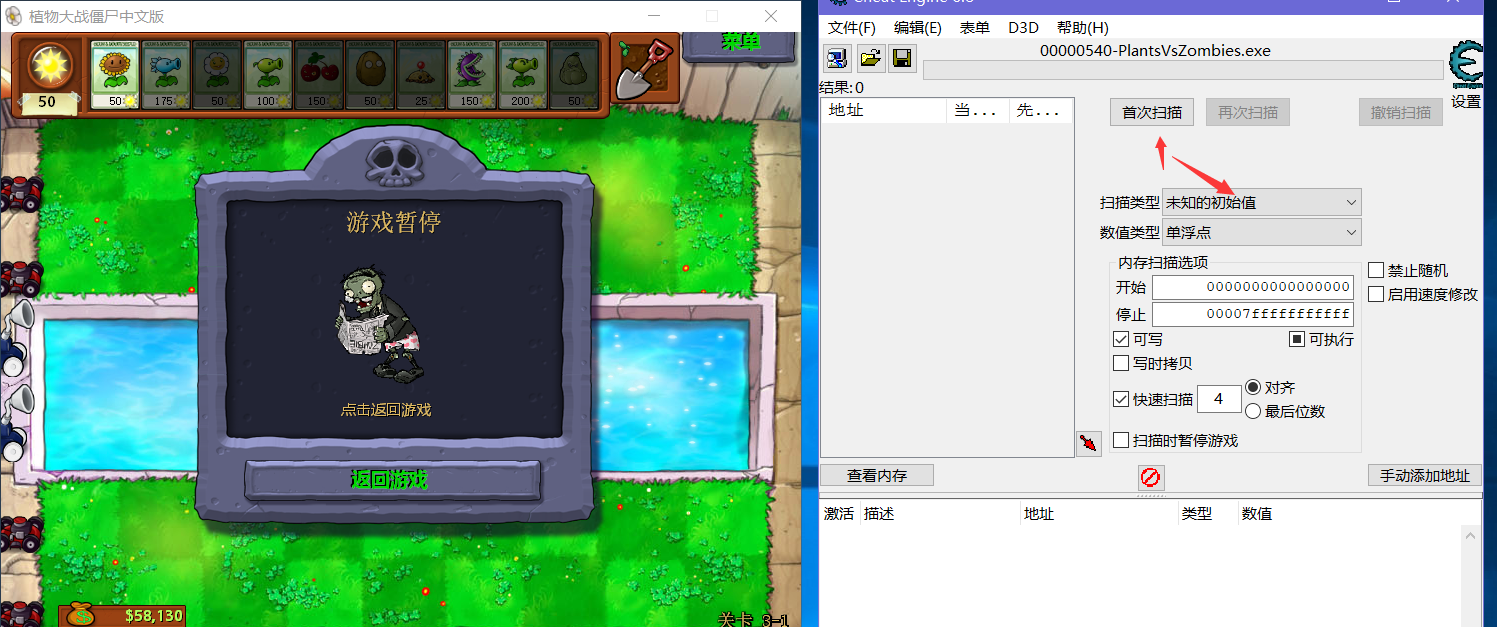 植物大战僵尸中文版
50
50
175
50
100
150
50
25
150
200
50
菜单
游戏暂停
点击返回游戏
返回游戏
$58,130
关卡 3-1
文件(F) 编辑(E) 表单 D3D 帮助(H)
00000540-PlantsVsZombies.exe
结果:0
设置
地址 当... 先...
首次扫描 再次扫描 撤销扫描
扫描类型 未知的初始值
数值类型 单浮点
内存扫描选项
开始 0000000000000000
停止 00007fffffffffff
禁止随机
启用速度修改
可写 可执行
写时拷贝
快速扫描 4 对齐
最后位数
扫描时暂停游戏
查看内存 手动添加地址
激活 描述 地址 类型 数值